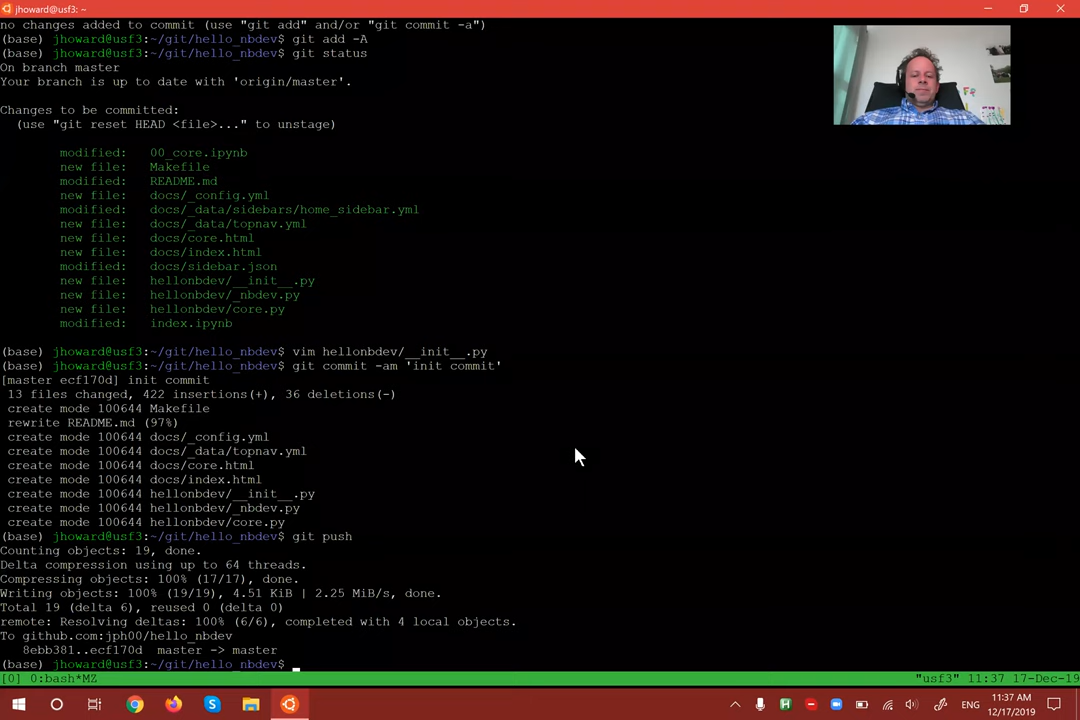 jhoward@usf3: ~
no changes added to commit (use "git add" and/or "git commit -a")
(base) jhoward@usf3:~/git/hello_nbdev$ git add -A
(base) jhoward@usf3:~/git/hello_nbdev$ git status
On branch master
Your branch is up to date with 'origin/master'.
Changes to be committed:
(use "git reset HEAD <file>..." to unstage)
modified: 00_core.ipynb
new file: Makefile
modified: README.md
new file: docs/_config.yml
modified: docs/_data/sidebars/home_sidebar.yml
new file: docs/_data/topnav.yml
new file: docs/core.html
new file: docs/index.html
modified: docs/sidebar.json
new file: hellonbdev/__init__.py
new file: hellonbdev/_nbdev.py
new file: hellonbdev/core.py
modified: index.ipynb
(base) jhoward@usf3:~/git/hello_nbdev$ vim hellonbdev/__init__.py
(base) jhoward@usf3:~/git/hello_nbdev$ git commit -am 'init commit'
[master ecf170d] init commit
13 files changed, 422 insertions(+), 36 deletions(-)
create mode 100644 Makefile
rewrite README.md (97%)
create mode 100644 docs/_config.yml
create mode 100644 docs/_data/topnav.yml
create mode 100644 docs/core.html
create mode 100644 docs/index.html
create mode 100644 hellonbdev/__init__.py
create mode 100644 hellonbdev/_nbdev.py
create mode 100644 hellonbdev/core.py
(base) jhoward@usf3:~/git/hello_nbdev$ git push
Counting objects: 19, done.
Delta compression using up to 64 threads.
Compressing objects: 100% (17/17), done.
Writing objects: 100% (19/19), 4.51 KiB | 2.25 MiB/s, done.
Total 19 (delta 6), reused 0 (delta 0)
remote: Resolving deltas: 100% (6/6), completed with 4 local objects.
To github.com:jph00/hello_nbdev
8ebb381..ecf170d master -> master
(base) jhoward@usf3:~/git/hello_nbdev$
[0] 0:bash*MZ "usf3" 11:37 17-Dec-19
ENG
11:37 AM
12/17/2019